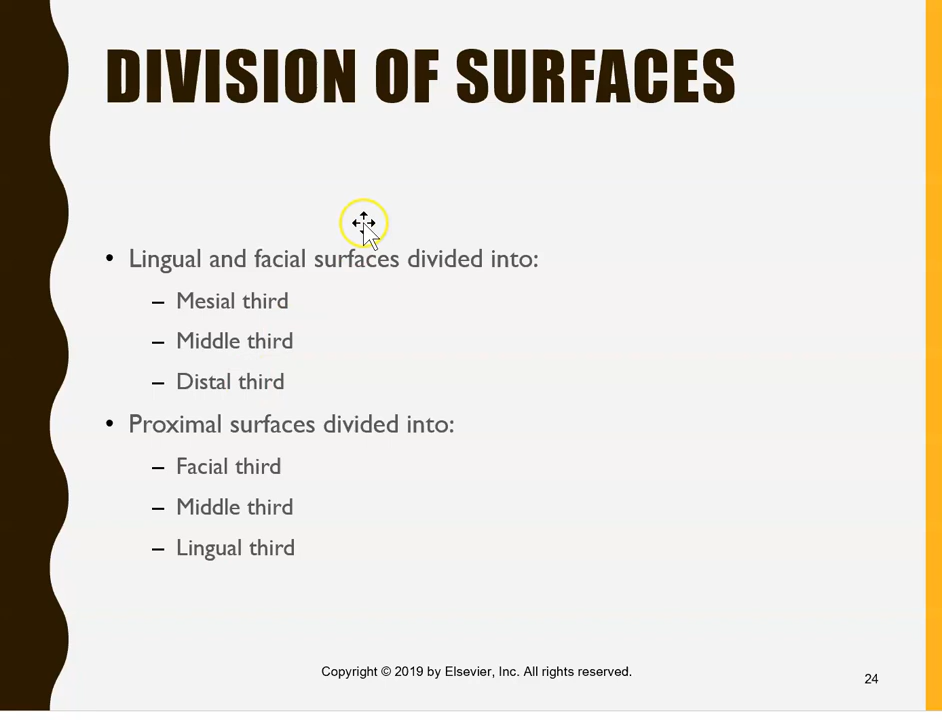 DIVISION OF SURFACES
• Lingual and facial surfaces divided into:
– Mesial third
– Middle third
– Distal third
• Proximal surfaces divided into:
– Facial third
– Middle third
– Lingual third
Copyright © 2019 by Elsevier, Inc. All rights reserved.
24